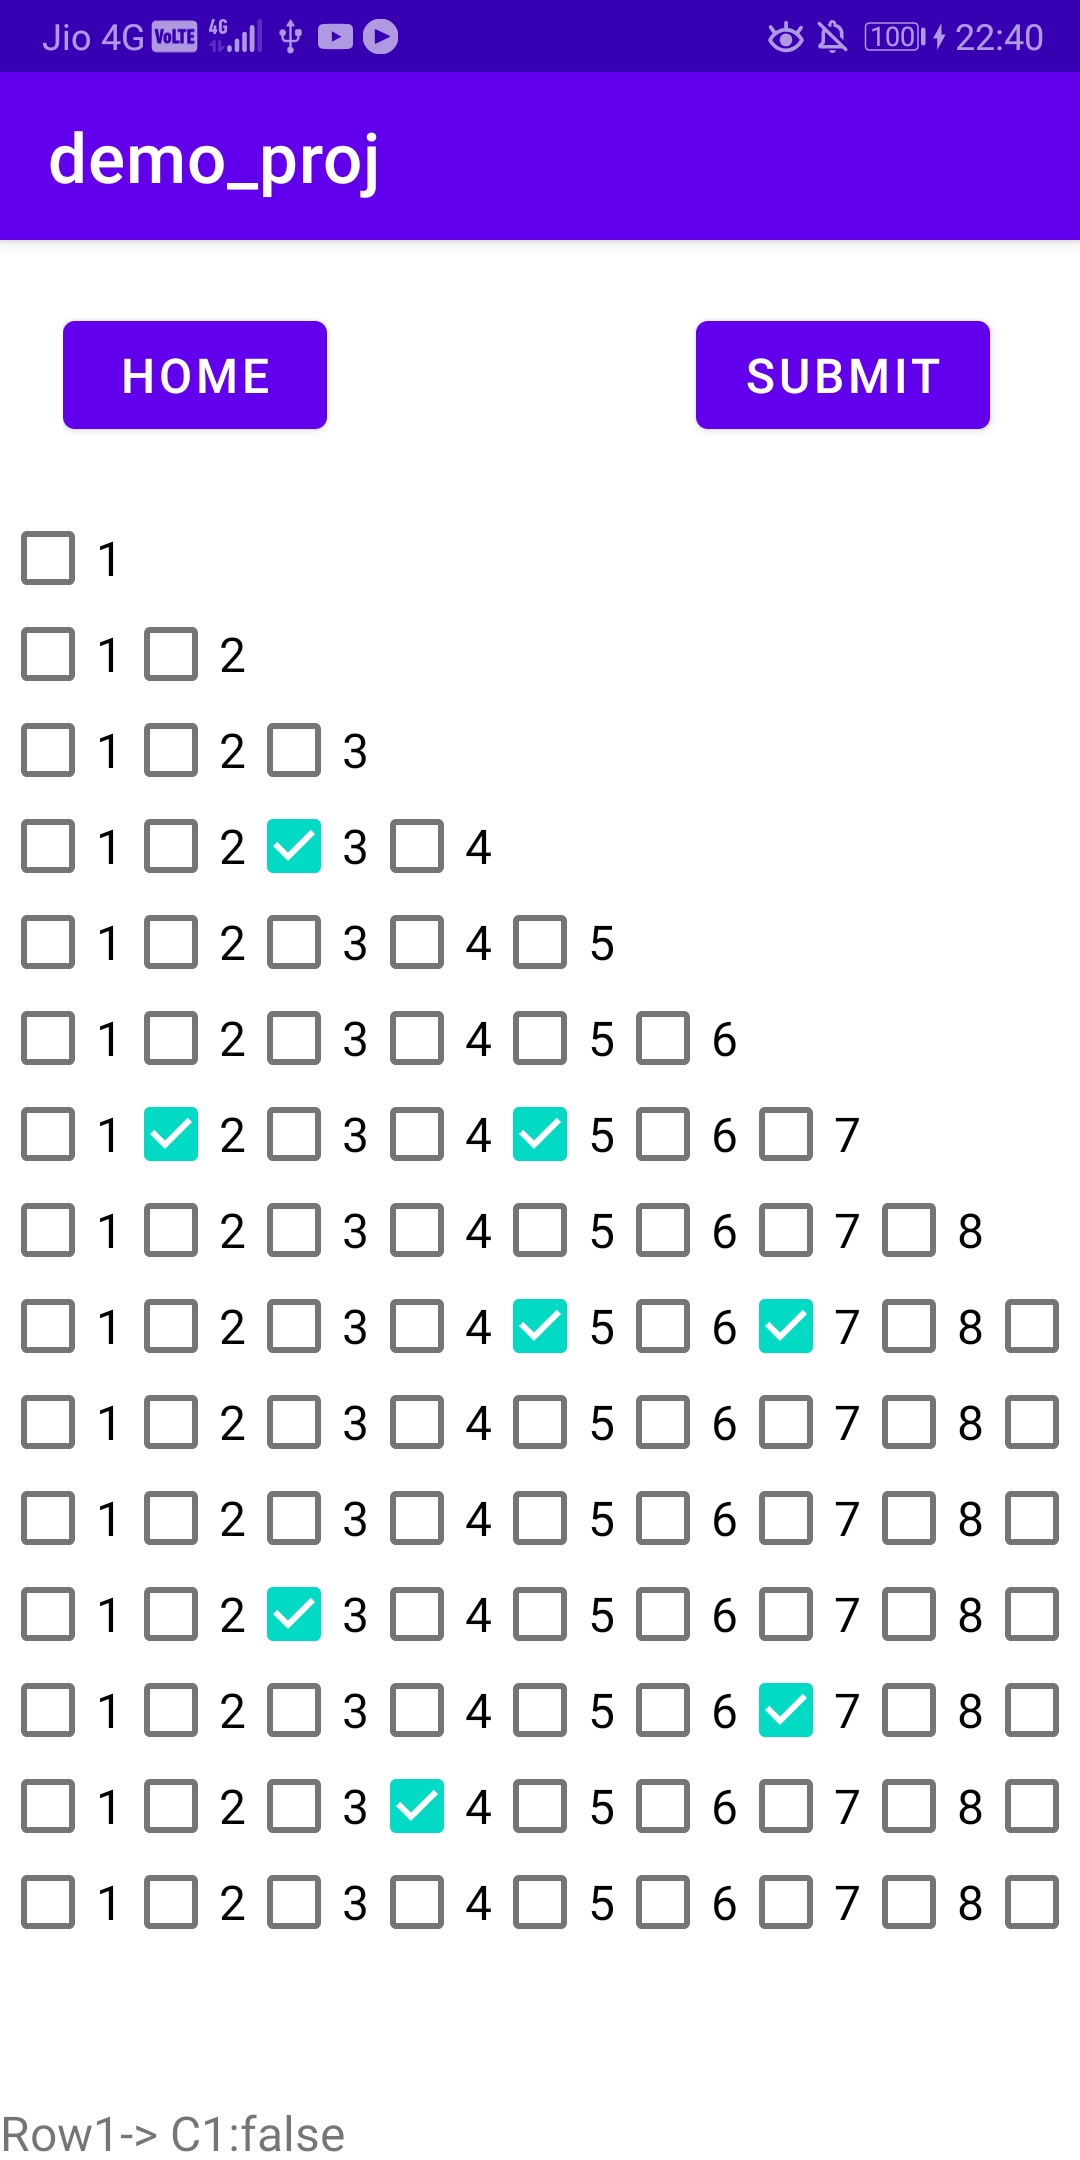 Jio 4G VoLTE 4G 100 22:40
demo_proj
HOME SUBMIT
1
1 2
1 2 3
1 2 3 4
1 2 3 4 5
1 2 3 4 5 6
1 2 3 4 5 6 7
1 2 3 4 5 6 7 8
1 2 3 4 5 6 7 8
1 2 3 4 5 6 7 8
1 2 3 4 5 6 7 8
1 2 3 4 5 6 7 8
1 2 3 4 5 6 7 8
1 2 3 4 5 6 7 8
1 2 3 4 5 6 7 8
Row1-> C1:false